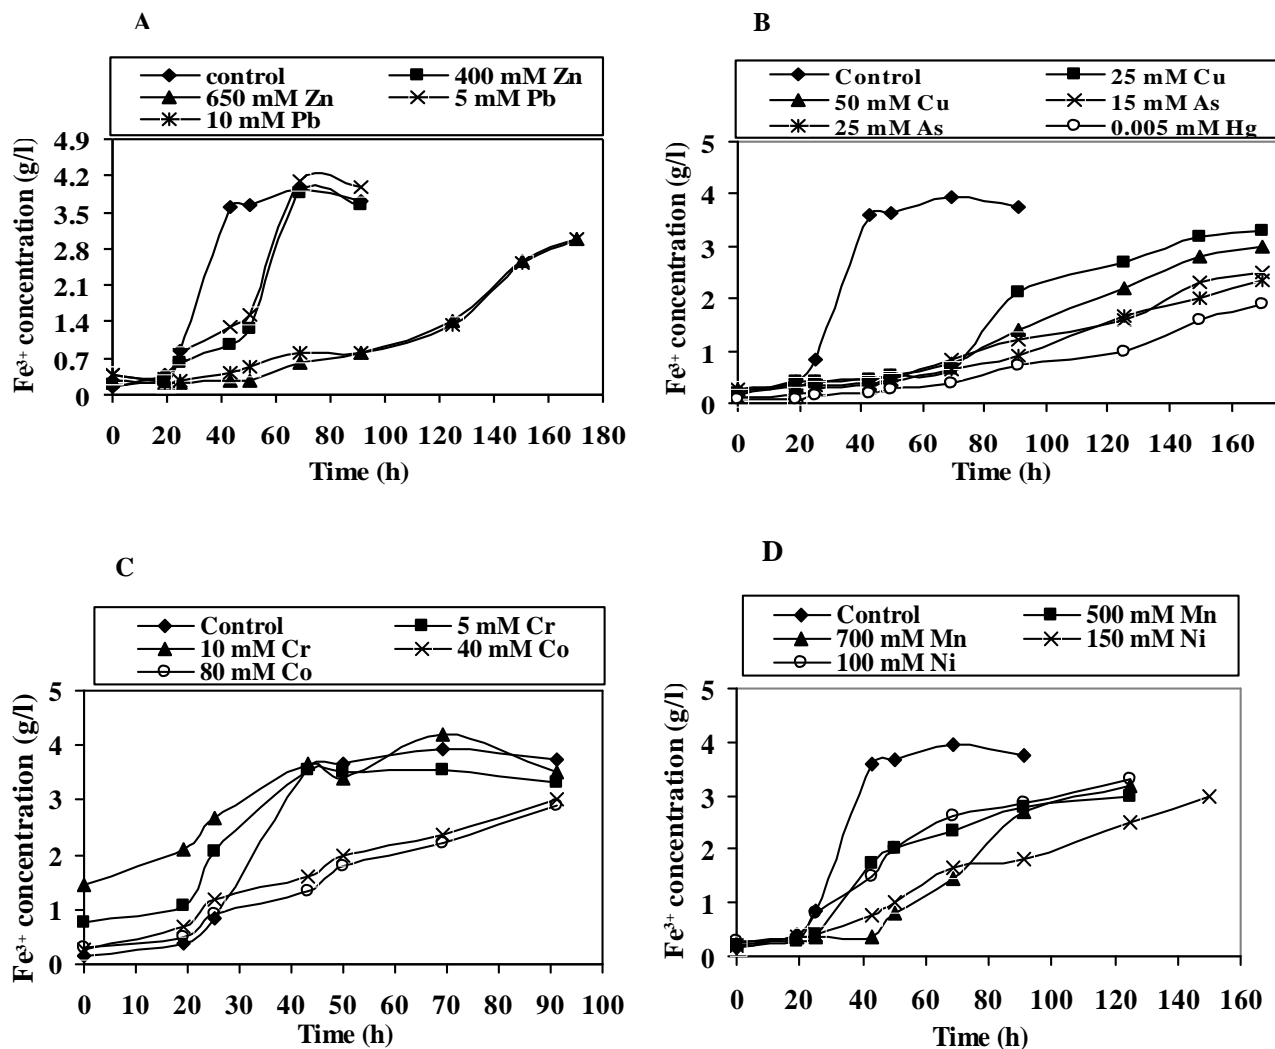 A
control 400 mM Zn
650 mM Zn 5 mM Pb
10 mM Pb
Fe³⁺ concentration (g/l)
4.9
4.2
3.5
2.8
2.1
1.4
0.7
0
0 20 40 60 80 100 120 140 160 180
Time (h)
B
Control 25 mM Cu
50 mM Cu 15 mM As
25 mM As 0.005 mM Hg
Fe³⁺ concentration (g/l)
5
4
3
2
1
0
0 20 40 60 80 100 120 140 160
Time (h)
C
Control 5 mM Cr
10 mM Cr 40 mM Co
80 mM Co
Fe³⁺ concentration (g/l)
5
4
3
2
1
0
0 10 20 30 40 50 60 70 80 90 100
Time (h)
D
Control 500 mM Mn
700 mM Mn 150 mM Ni
100 mM Ni
Fe³⁺ concentration (g/l)
5
4
3
2
1
0
0 20 40 60 80 100 120 140 160
Time (h)